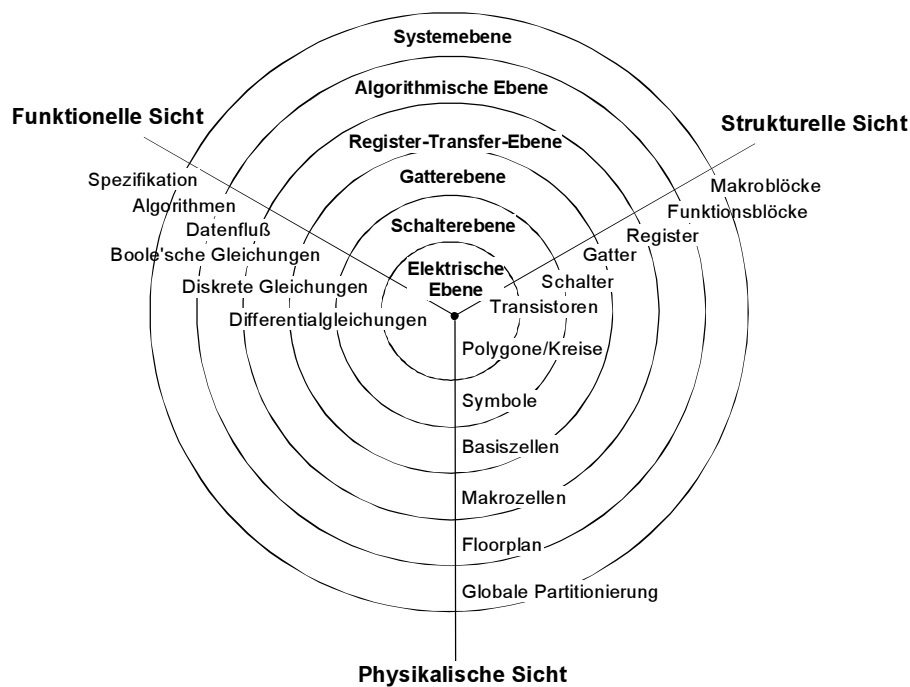 Systemebene
Algorithmische Ebene
Funktionelle Sicht
Strukturelle Sicht
Register-Transfer-Ebene
Gatterebene
Spezifikation
Makroblöcke
Algorithmen
Funktionsblöcke
Datenfluß
Schalterebene
Register
Boole'sche Gleichungen
Gatter
Elektrische
Ebene
Diskrete Gleichungen
Schalter
Transistoren
Differentialgleichungen
Polygone/Kreise
Symbole
Basiszellen
Makrozellen
Floorplan
Globale Partitionierung
Physikalische Sicht